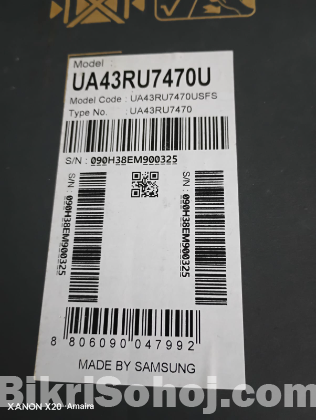 Model :
UA43RU7470U
Model Code : UA43RU7470USFS
Type No. : UA43RU7470
S/N : 090H38EM900325
S/N : 090H38EM900325
S/N : 090H38EM900325
8 806090 047992
MADE BY SAMSUNG
X.ANON X20 Amaira
BikriSohoj.com